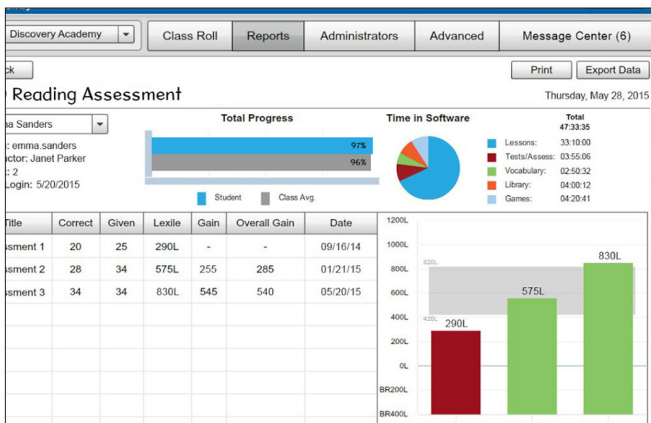 Discovery Academy
Class Roll
Reports
Administrators
Advanced
Message Center (6)
ck
Print
Export Data
Reading Assessment
Thursday, May 28, 2015
a Sanders
: emma.sanders
ctor: Janet Parker
: 2
Login: 5/20/2015
Total Progress
97%
96%
Student
Class Avg.
Time in Software
Total
47:33:35
Lessons: 33:10:00
Tests/Assess: 03:55:06
Vocabulary: 02:50:32
Library: 04:00:12
Games: 04:20:41
Title Correct Given Lexile Gain Overall Gain Date
ssment 1 20 25 290L - - 09/16/14
ssment 2 28 34 575L 255 285 01/21/15
ssment 3 34 34 830L 545 540 05/20/15
1200L
1000L
820L
800L
600L
420L
400L
200L
0L
BR200L
BR400L
290L
575L
830L